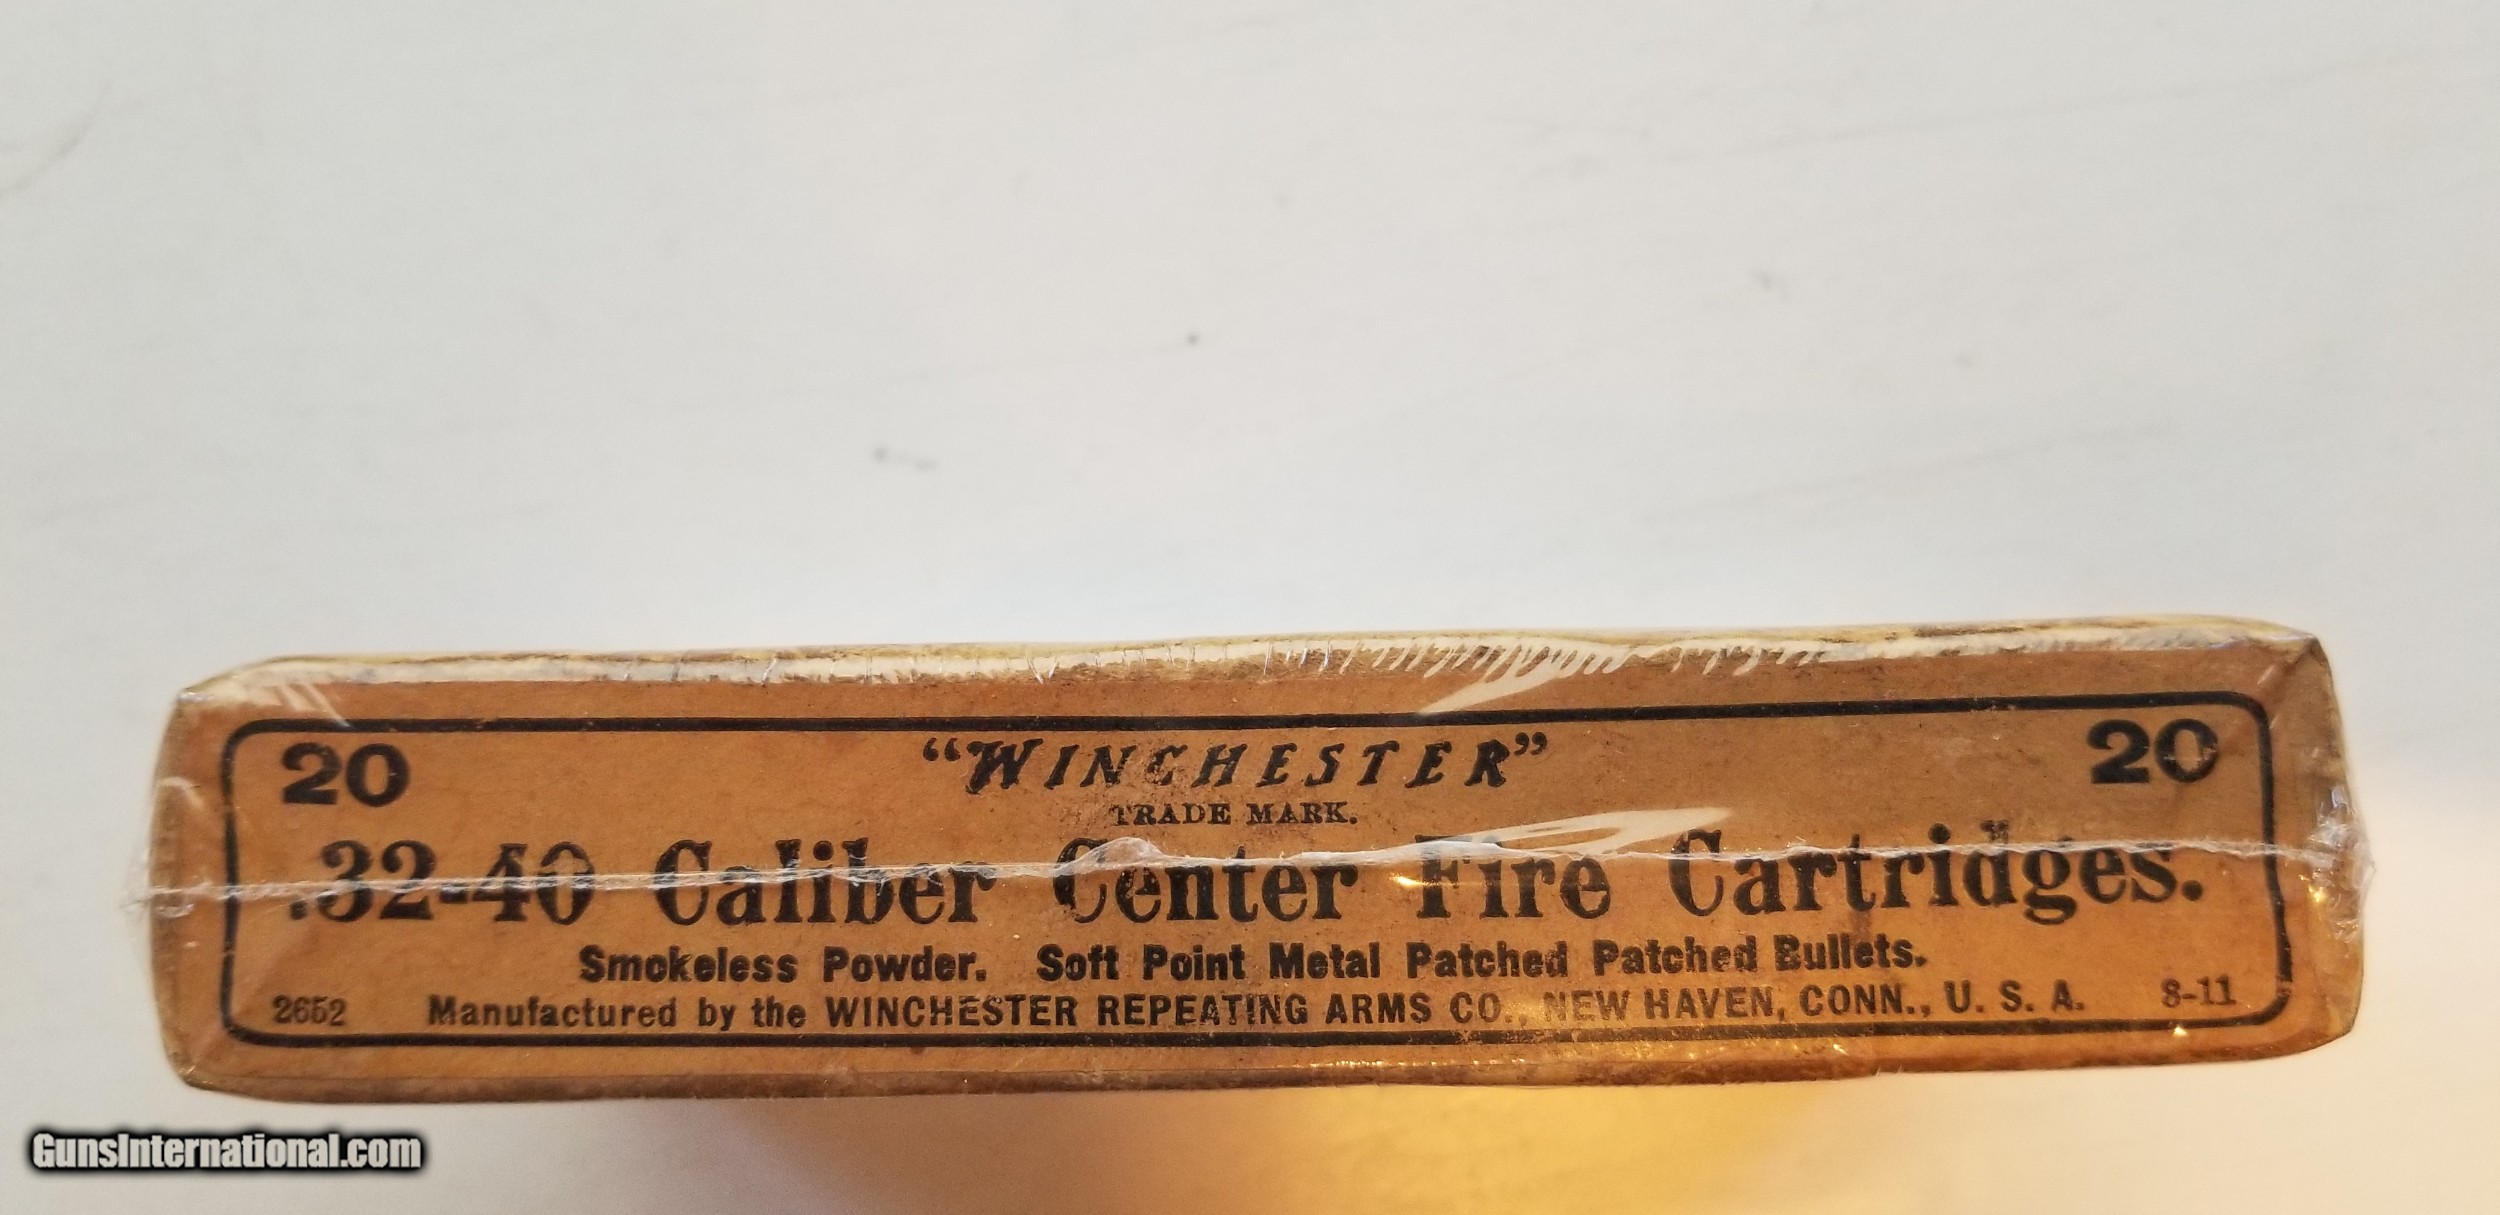 20 “WINCHESTER” 20
TRADE MARK.
.32-40 Caliber Center Fire Cartridges.
Smokeless Powder. Soft Point Metal Patched Patched Bullets.
2652 Manufactured by the WINCHESTER REPEATING ARMS CO., NEW HAVEN, CONN., U. S. A. 8-11
GunsInternational.com